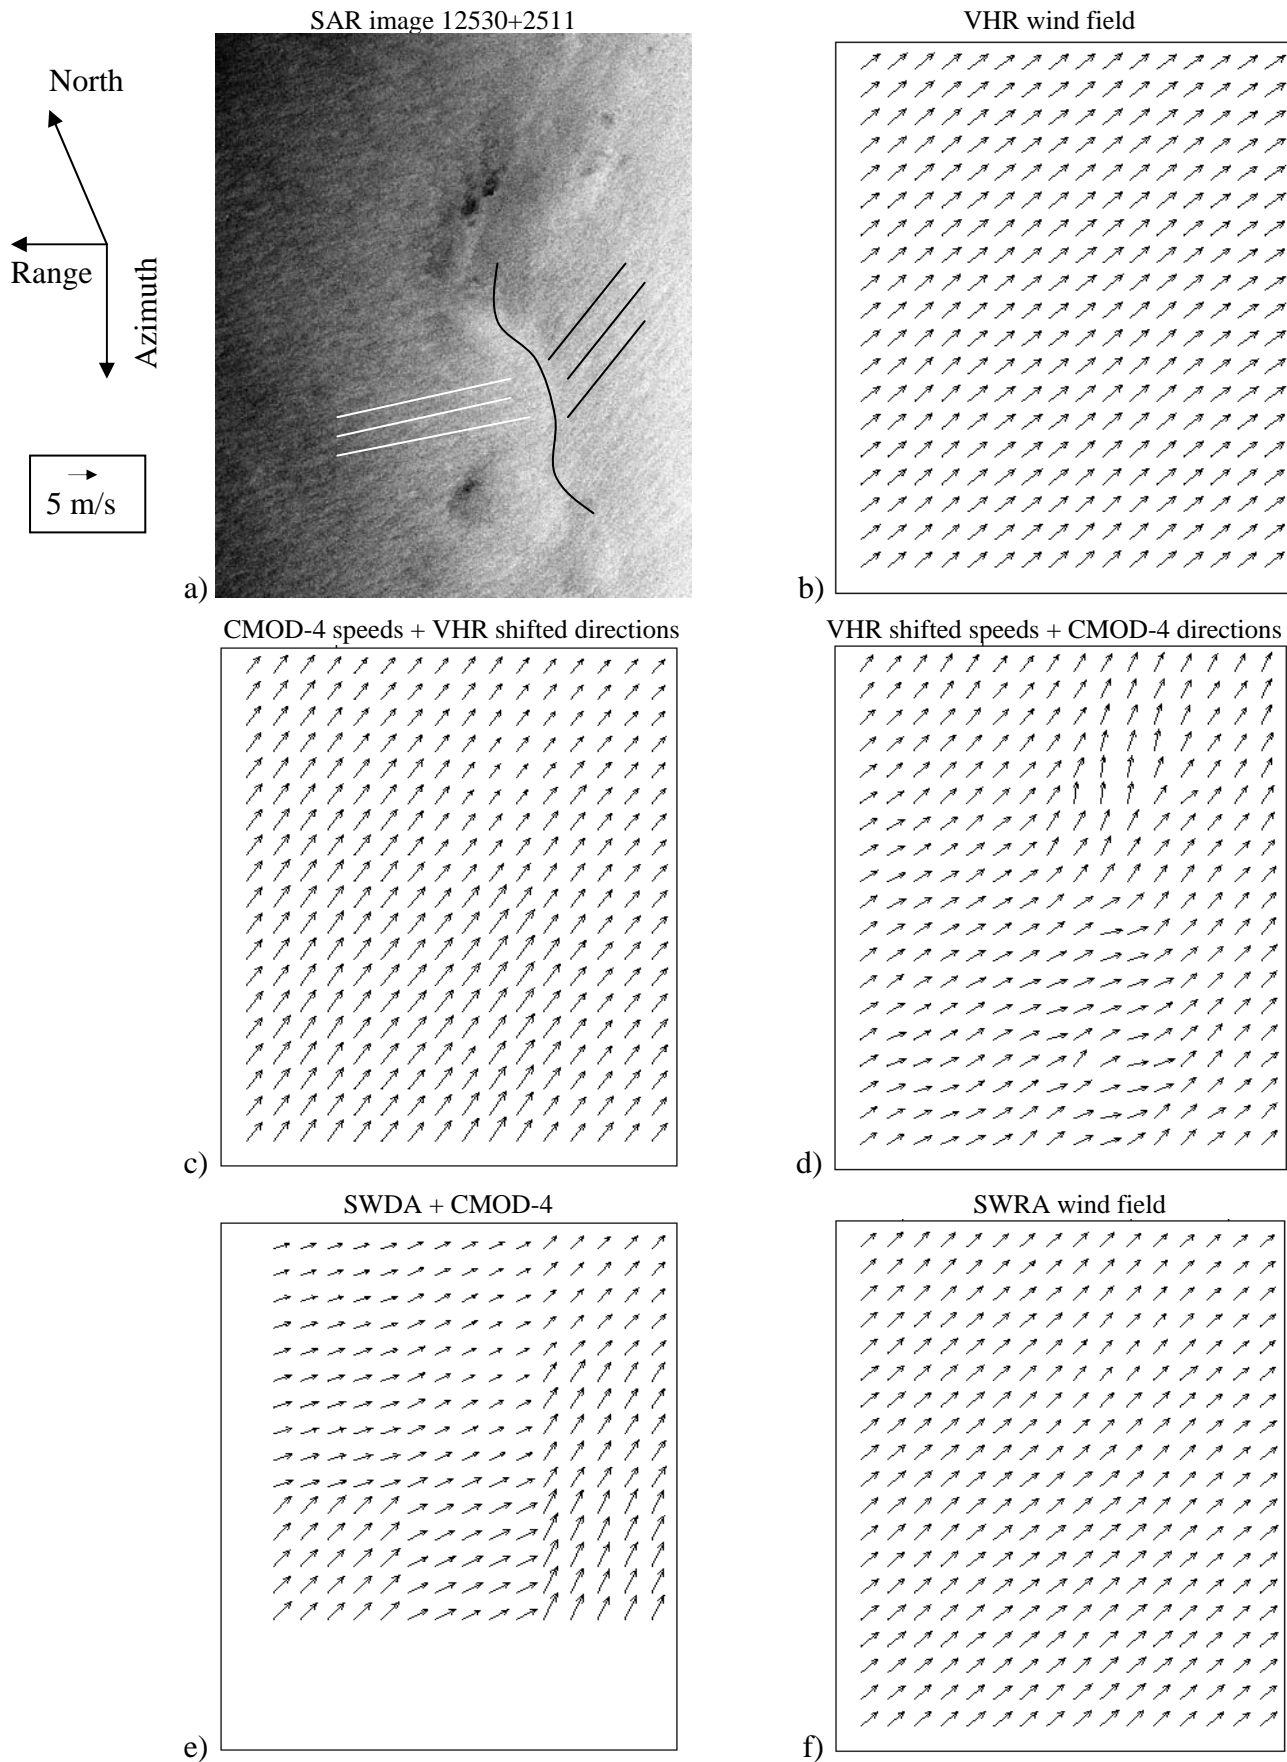 SAR image 12530+2511
VHR wind field
North
Range
Azimuth
5 m/s
a)
b)
CMOD-4 speeds + VHR shifted directions
VHR shifted speeds + CMOD-4 directions
c)
d)
SWDA + CMOD-4
SWRA wind field
e)
f)